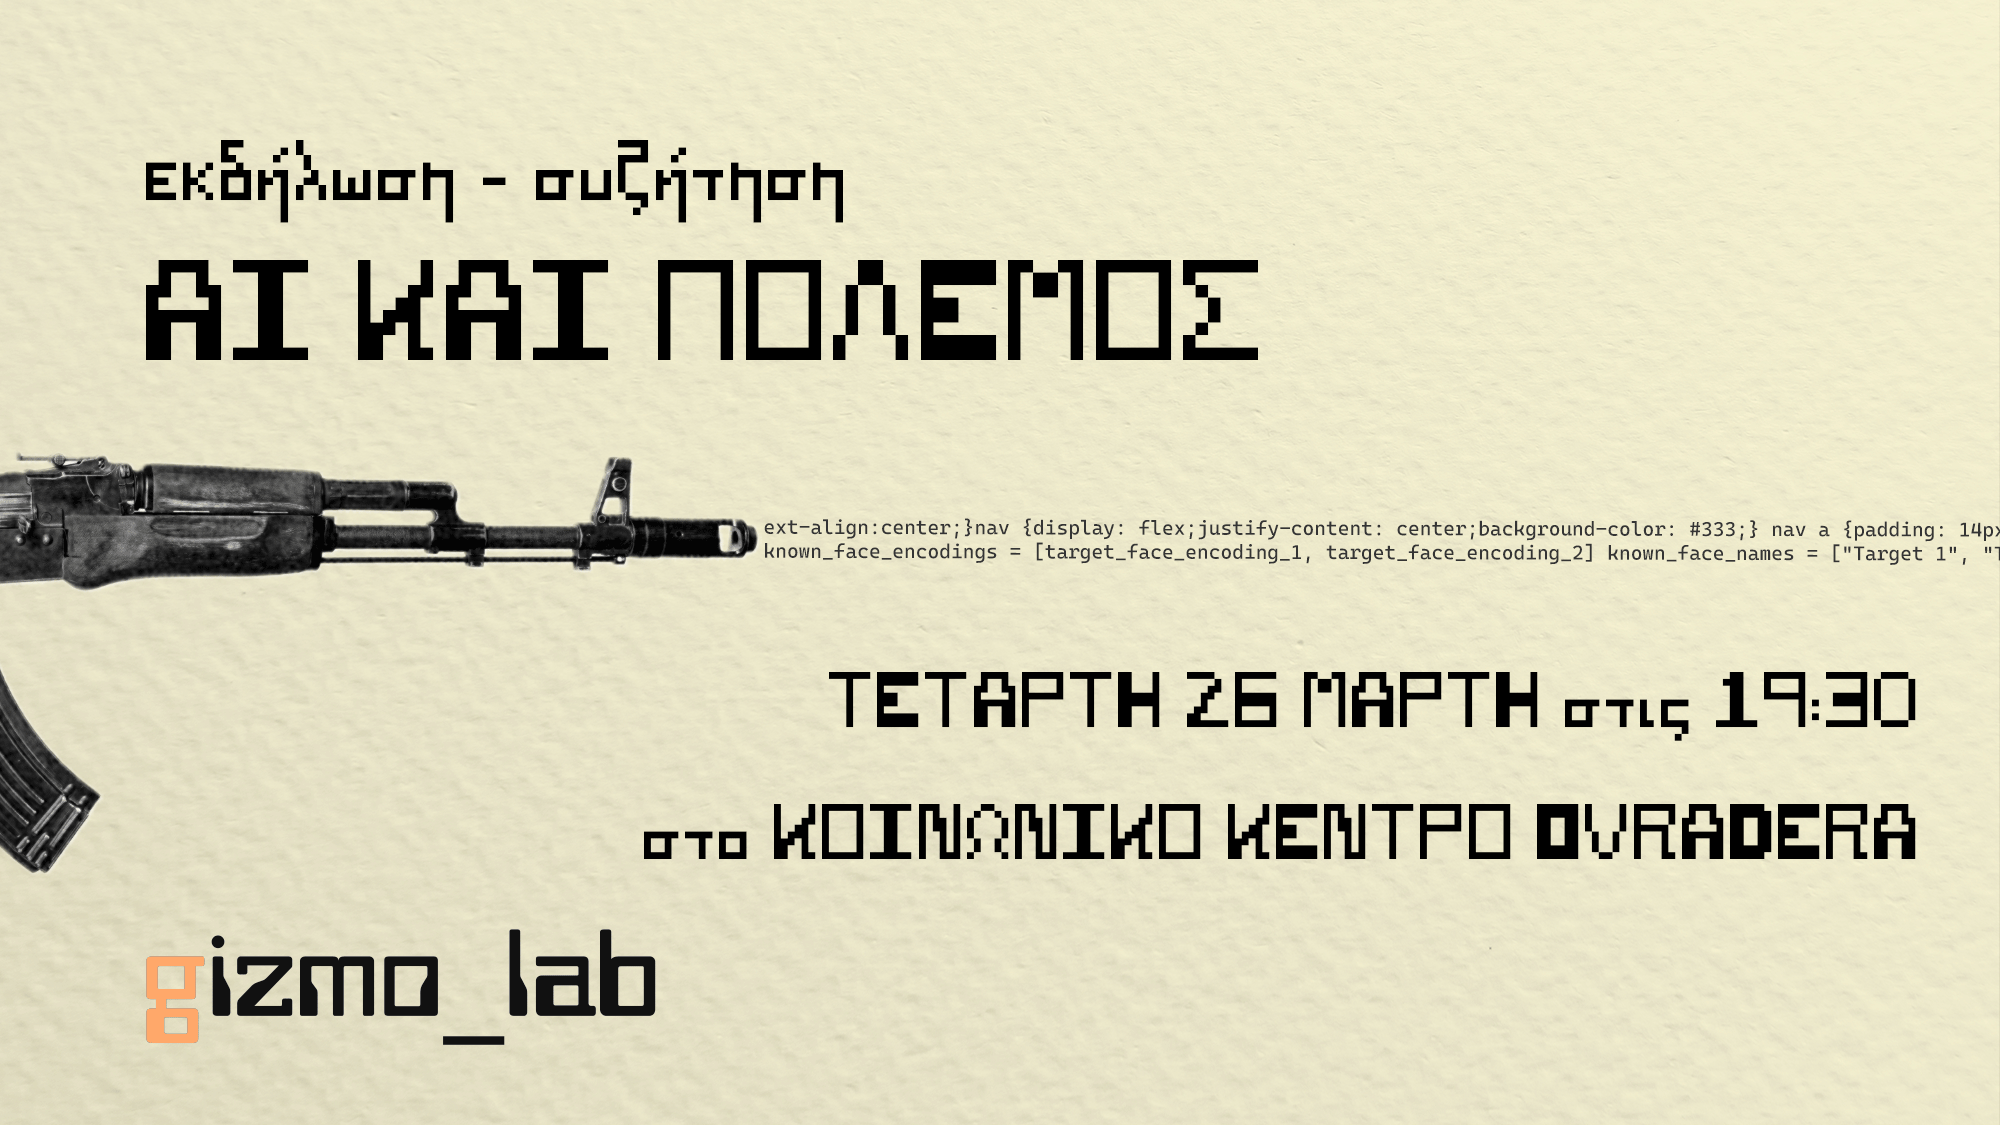 εκδήλωση - συζήτηση
AI ΚΑΙ ΠΟΛΕΜΟΣ
ext-align:center;}nav {display: flex;justify-content: center;background-color: #333;} nav a {padding: 14px
known_face_encodings = [target_face_encoding_1, target_face_encoding_2] known_face_names = ["Target 1", "T
ΤΕΤΑΡΤΗ 26 ΜΑΡΤΗ στις 19:30
στο ΚΟΙΝΩΝΙΚΟ ΚΕΝΤΡΟ OVRADERA
gizmo_lab